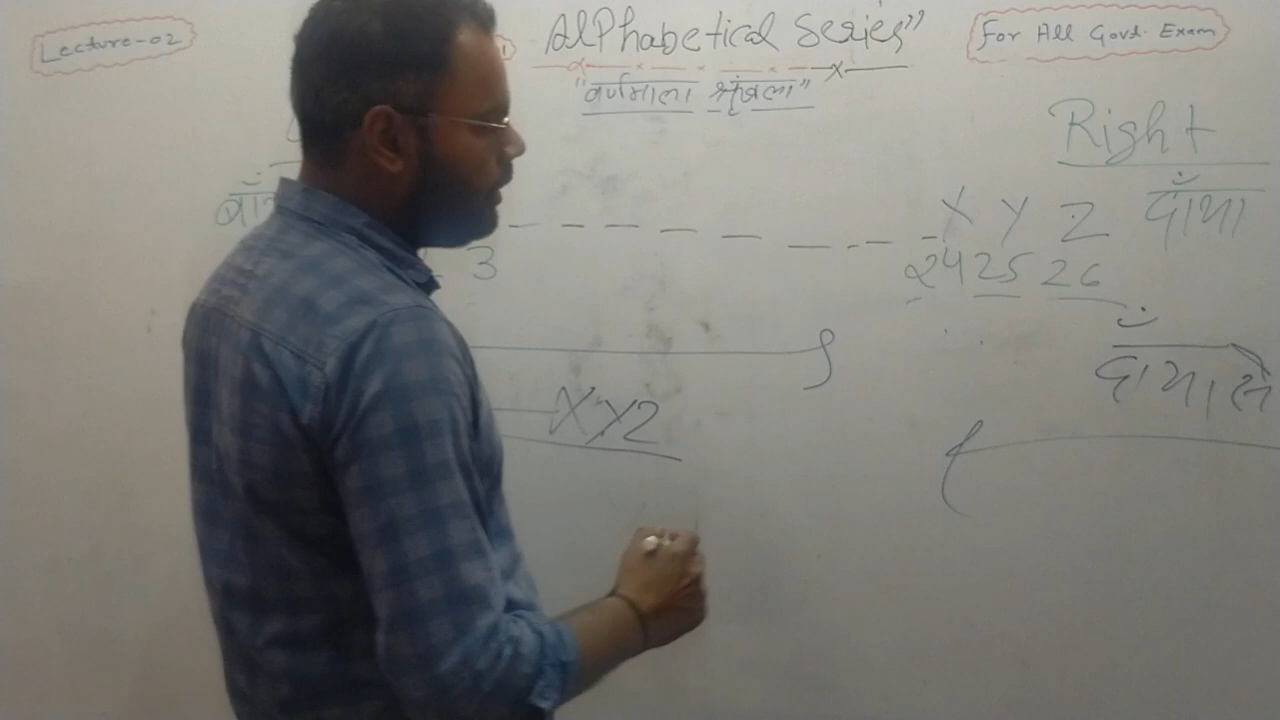 Lecture-02
Alphabetical Series"
For All Govt. Exam
"वर्णमाला श्रृंखला"
Right
X Y Z दाँया
3
24 25 26
दाँया से
XYZ